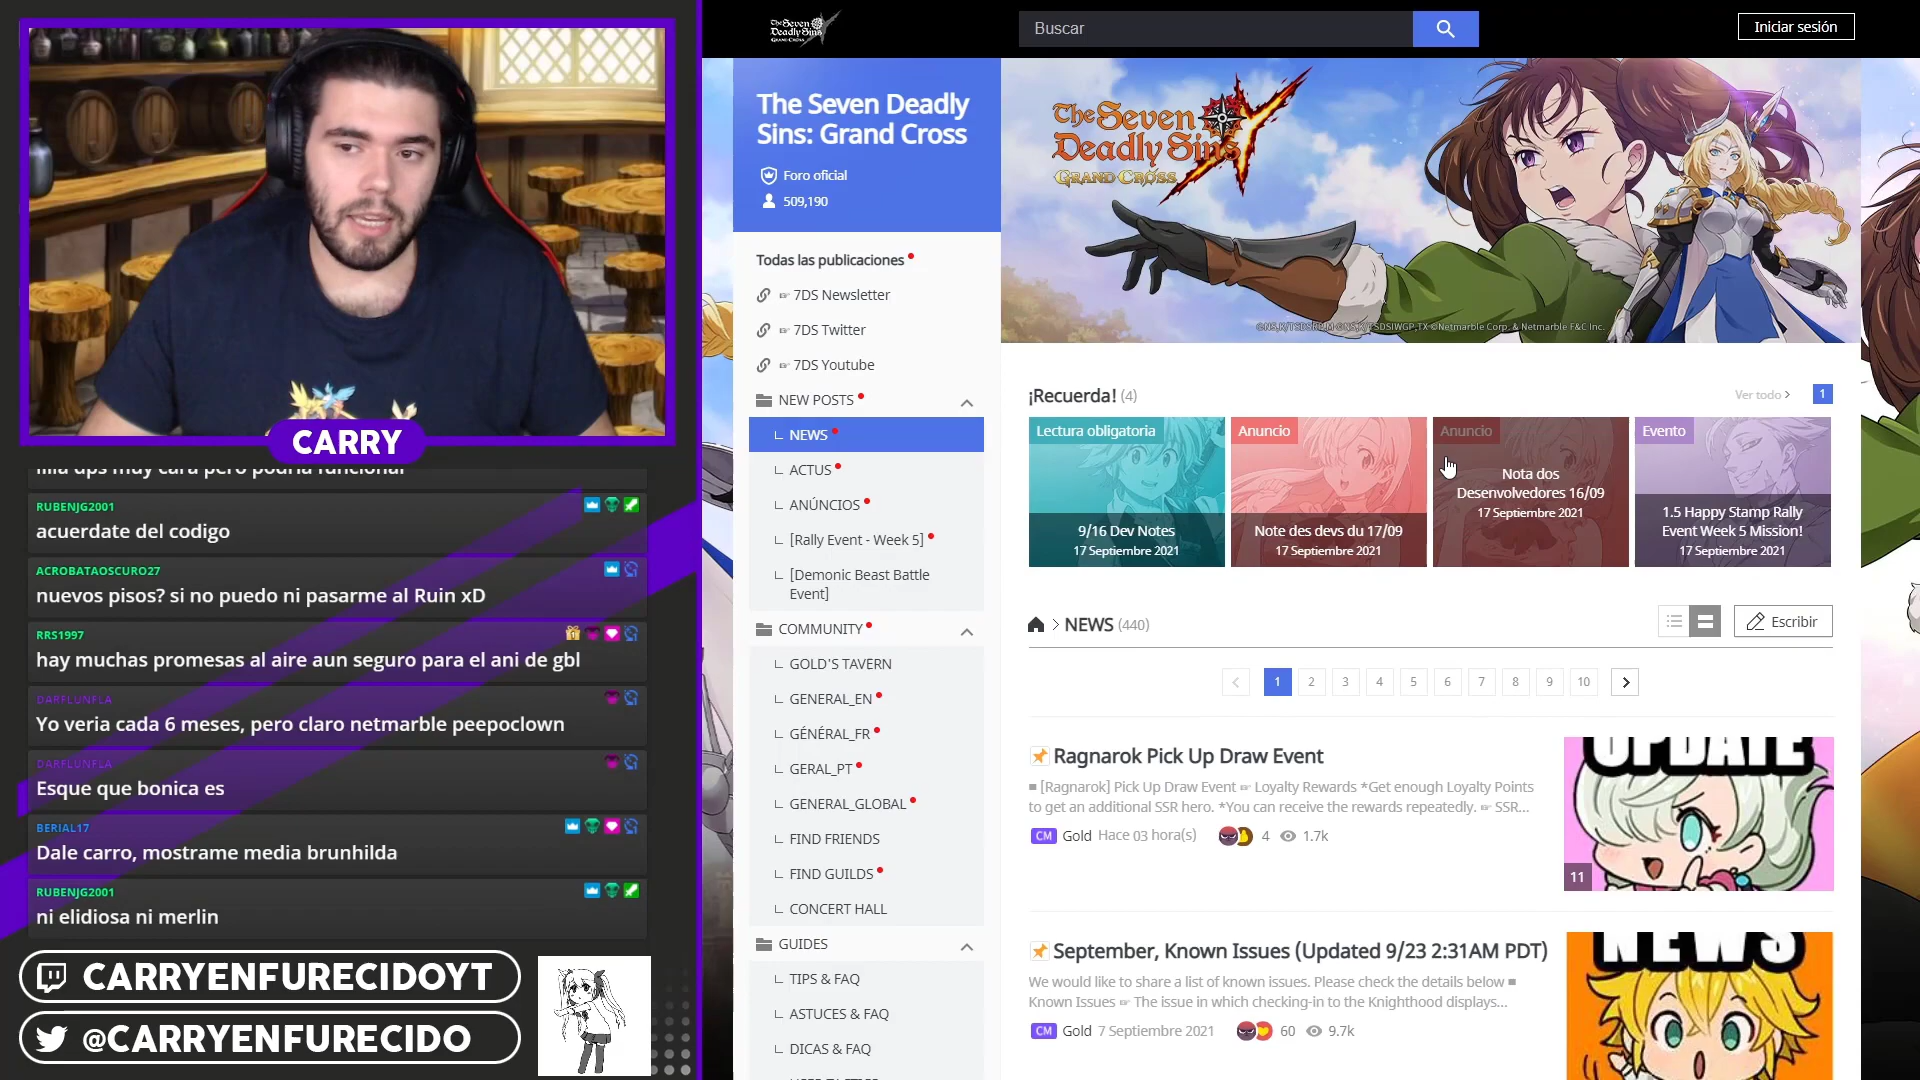 CARRY
RUBENJG2001
acuerdate del codigo
ACROBATAOSCURO27
nuevos pisos? si no puedo ni pasarme al Ruin xD
RRS1997
hay muchas promesas al aire aun seguro para el ani de gbl
DARFLUNFLA
Yo veria cada 6 meses, pero claro netmarble peepoclown
DARFLUNFLA
Esque que bonica es
BERIAL17
Dale carro, mostrame media brunhilda
RUBENJG2001
ni elidiosa ni merlin
CARRYENFURECIDOYT
@CARRYENFURECIDO
The Seven
Deadly Sins
GRAND CROSS
Buscar
Iniciar sesión
The Seven Deadly
Sins: Grand Cross
Foro oficial
509,190
Todas las publicaciones
7DS Newsletter
7DS Twitter
7DS Youtube
NEW POSTS
NEWS
ACTUS
ANÚNCIOS
[Rally Event - Week 5]
[Demonic Beast Battle
Event]
COMMUNITY
GOLD'S TAVERN
GENERAL_EN
GÉNÉRAL_FR
GERAL_PT
GENERAL_GLOBAL
FIND FRIENDS
FIND GUILDS
CONCERT HALL
GUIDES
TIPS & FAQ
ASTUCES & FAQ
DICAS & FAQ
The Seven
Deadly Sins
GRAND CROSS
©Netmarble Corp. & Netmarble F&C Inc.
¡Recuerda! (4)
Ver todo >
1
Lectura obligatoria
9/16 Dev Notes
17 Septiembre 2021
Anuncio
Note des devs du 17/09
17 Septiembre 2021
Anuncio
Nota dos
Desenvolvedores 16/09
17 Septiembre 2021
Evento
1.5 Happy Stamp Rally
Event Week 5 Mission!
17 Septiembre 2021
> NEWS (440)
Escribir
< 1 2 3 4 5 6 7 8 9 10 >
Ragnarok Pick Up Draw Event
■ [Ragnarok] Pick Up Draw Event ☞ Loyalty Rewards *Get enough Loyalty Points
to get an additional SSR hero. *You can receive the rewards repeatedly. ☞ SSR...
CM Gold Hace 03 hora(s) 4 1.7k
UPDATE
11
September, Known Issues (Updated 9/23 2:31AM PDT)
We would like to share a list of known issues. Please check the details below ■
Known Issues ☞ The issue in which checking-in to the Knighthood displays...
CM Gold 7 Septiembre 2021 60 9.7k
NEWS